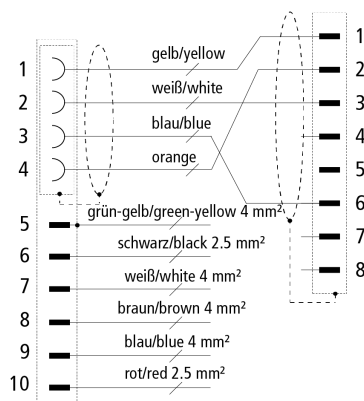 1 gelb/yellow 1
2 weiß/white 2
3 blau/blue 3
4 orange 4
5
5 grün-gelb/green-yellow 4 mm² 6
6 schwarz/black 2.5 mm² 7
7 weiß/white 4 mm² 8
8 braun/brown 4 mm²
9 blau/blue 4 mm²
10 rot/red 2.5 mm²